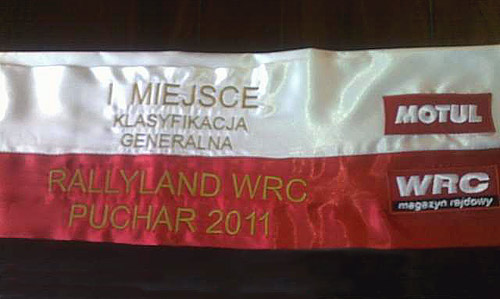 I MIEJSCE
KLASYFIKACJA
GENERALNA
RALLYLAND WRC
PUCHAR 2011
MOTUL
WRC
magazyn rajdowy